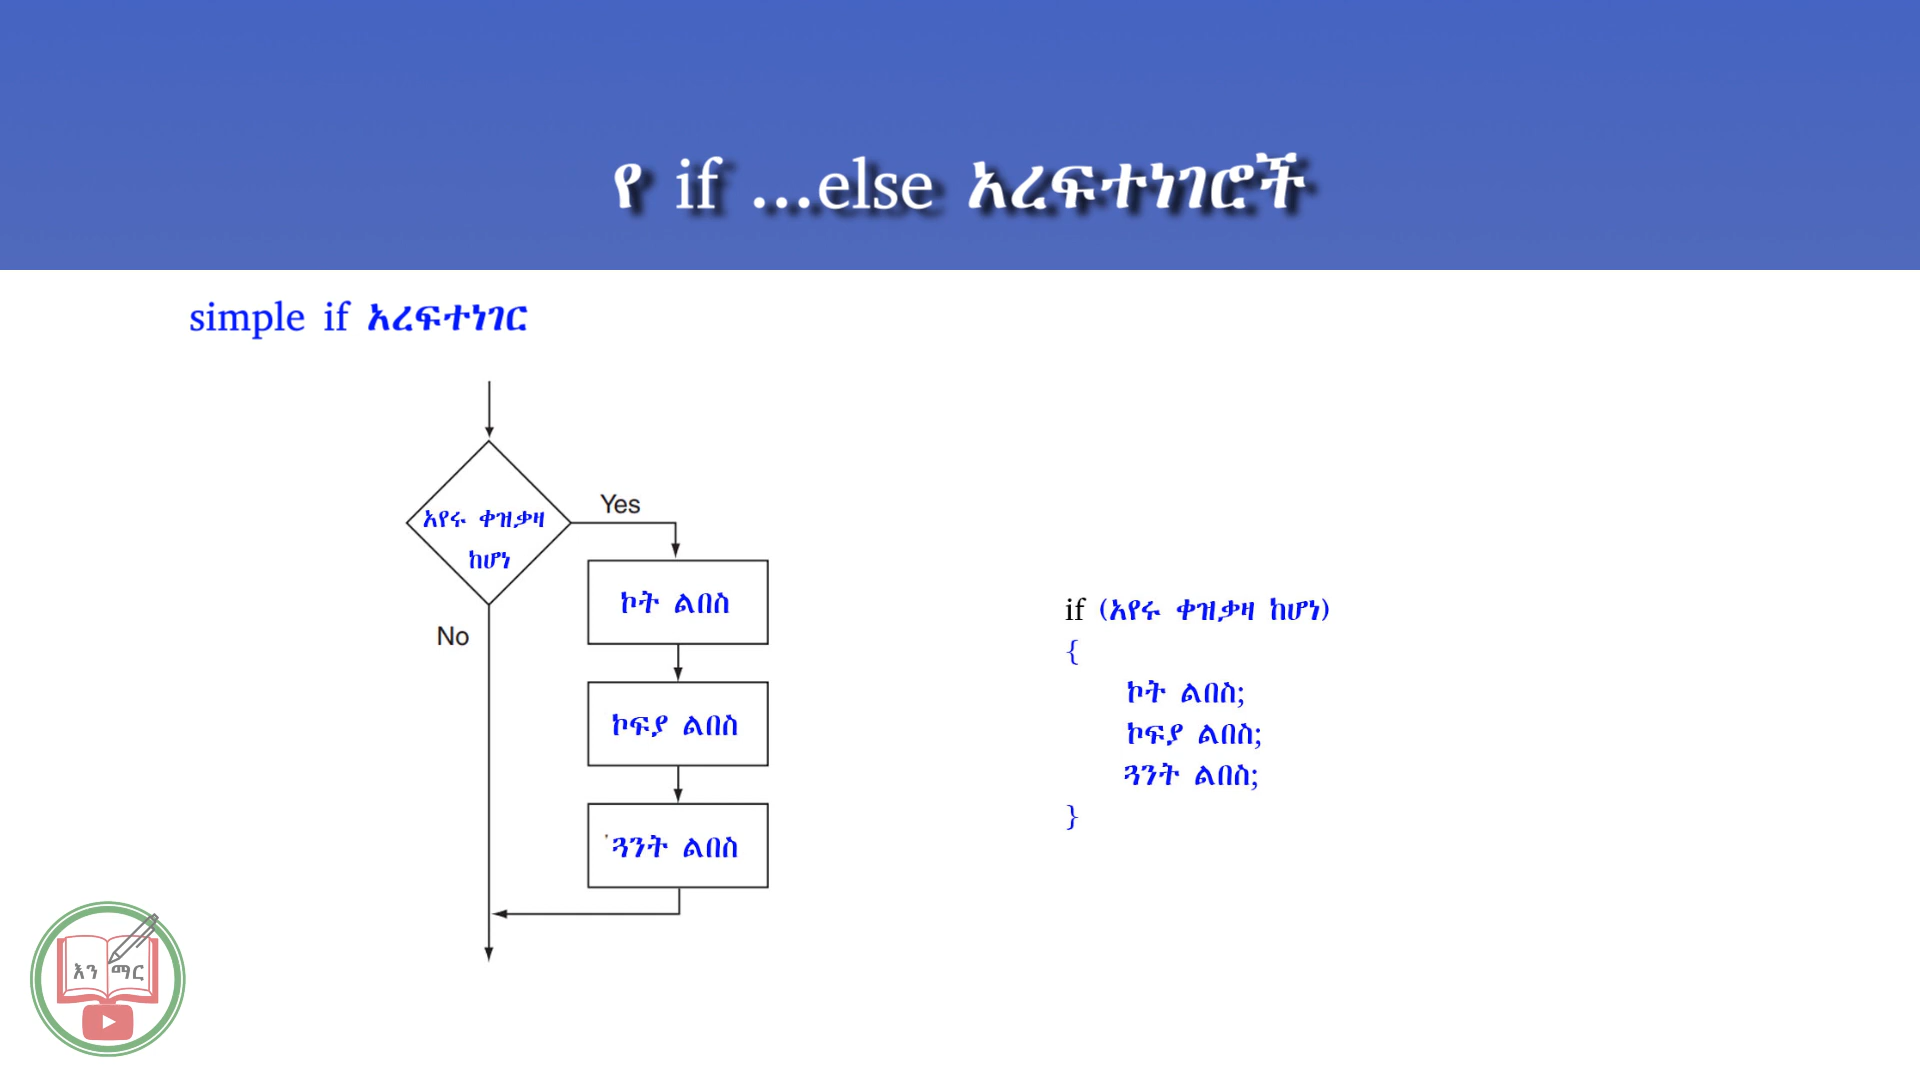 የ if ...else አረፍተነገሮች
simple if አረፍተነገር
አየሩ ቀዝቃዛ
ከሆነ
Yes
No
ኮት ልበስ
ኮፍያ ልበስ
ጓንት ልበስ
if (አየሩ ቀዝቃዛ ከሆነ)
{
ኮት ልበስ;
ኮፍያ ልበስ;
ጓንት ልበስ;
}
እን ማር